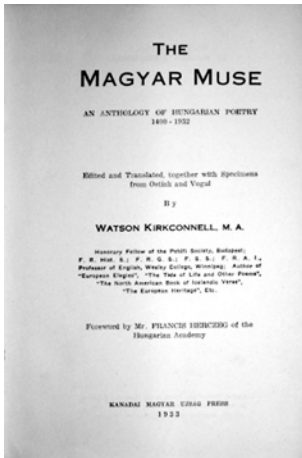 THE
MAGYAR MUSE
AN ANTHOLOGY OF HUNGARIAN POETRY
1400 - 1932
Edited and Translated, together with Specimens
from Ostiak and Vogul
By
WATSON KIRKCONNELL, M. A.
Honorary Fellow of the Petőfi Society, Budapest;
F. R. Hist. S.; F. R. G. S.; F. S. S.; F. R. A. I.,
Professor of English, Wesley College, Winnipeg; Author of
"European Elegies", "The Tide of Life and Other Poems",
"The North American Book of Icelandic Verse",
"The European Heritage", Etc.
Foreword by Mr. FRANCIS HERCZEG of the
Hungarian Academy
KANADAI MAGYAR UJSAG PRESS
1933